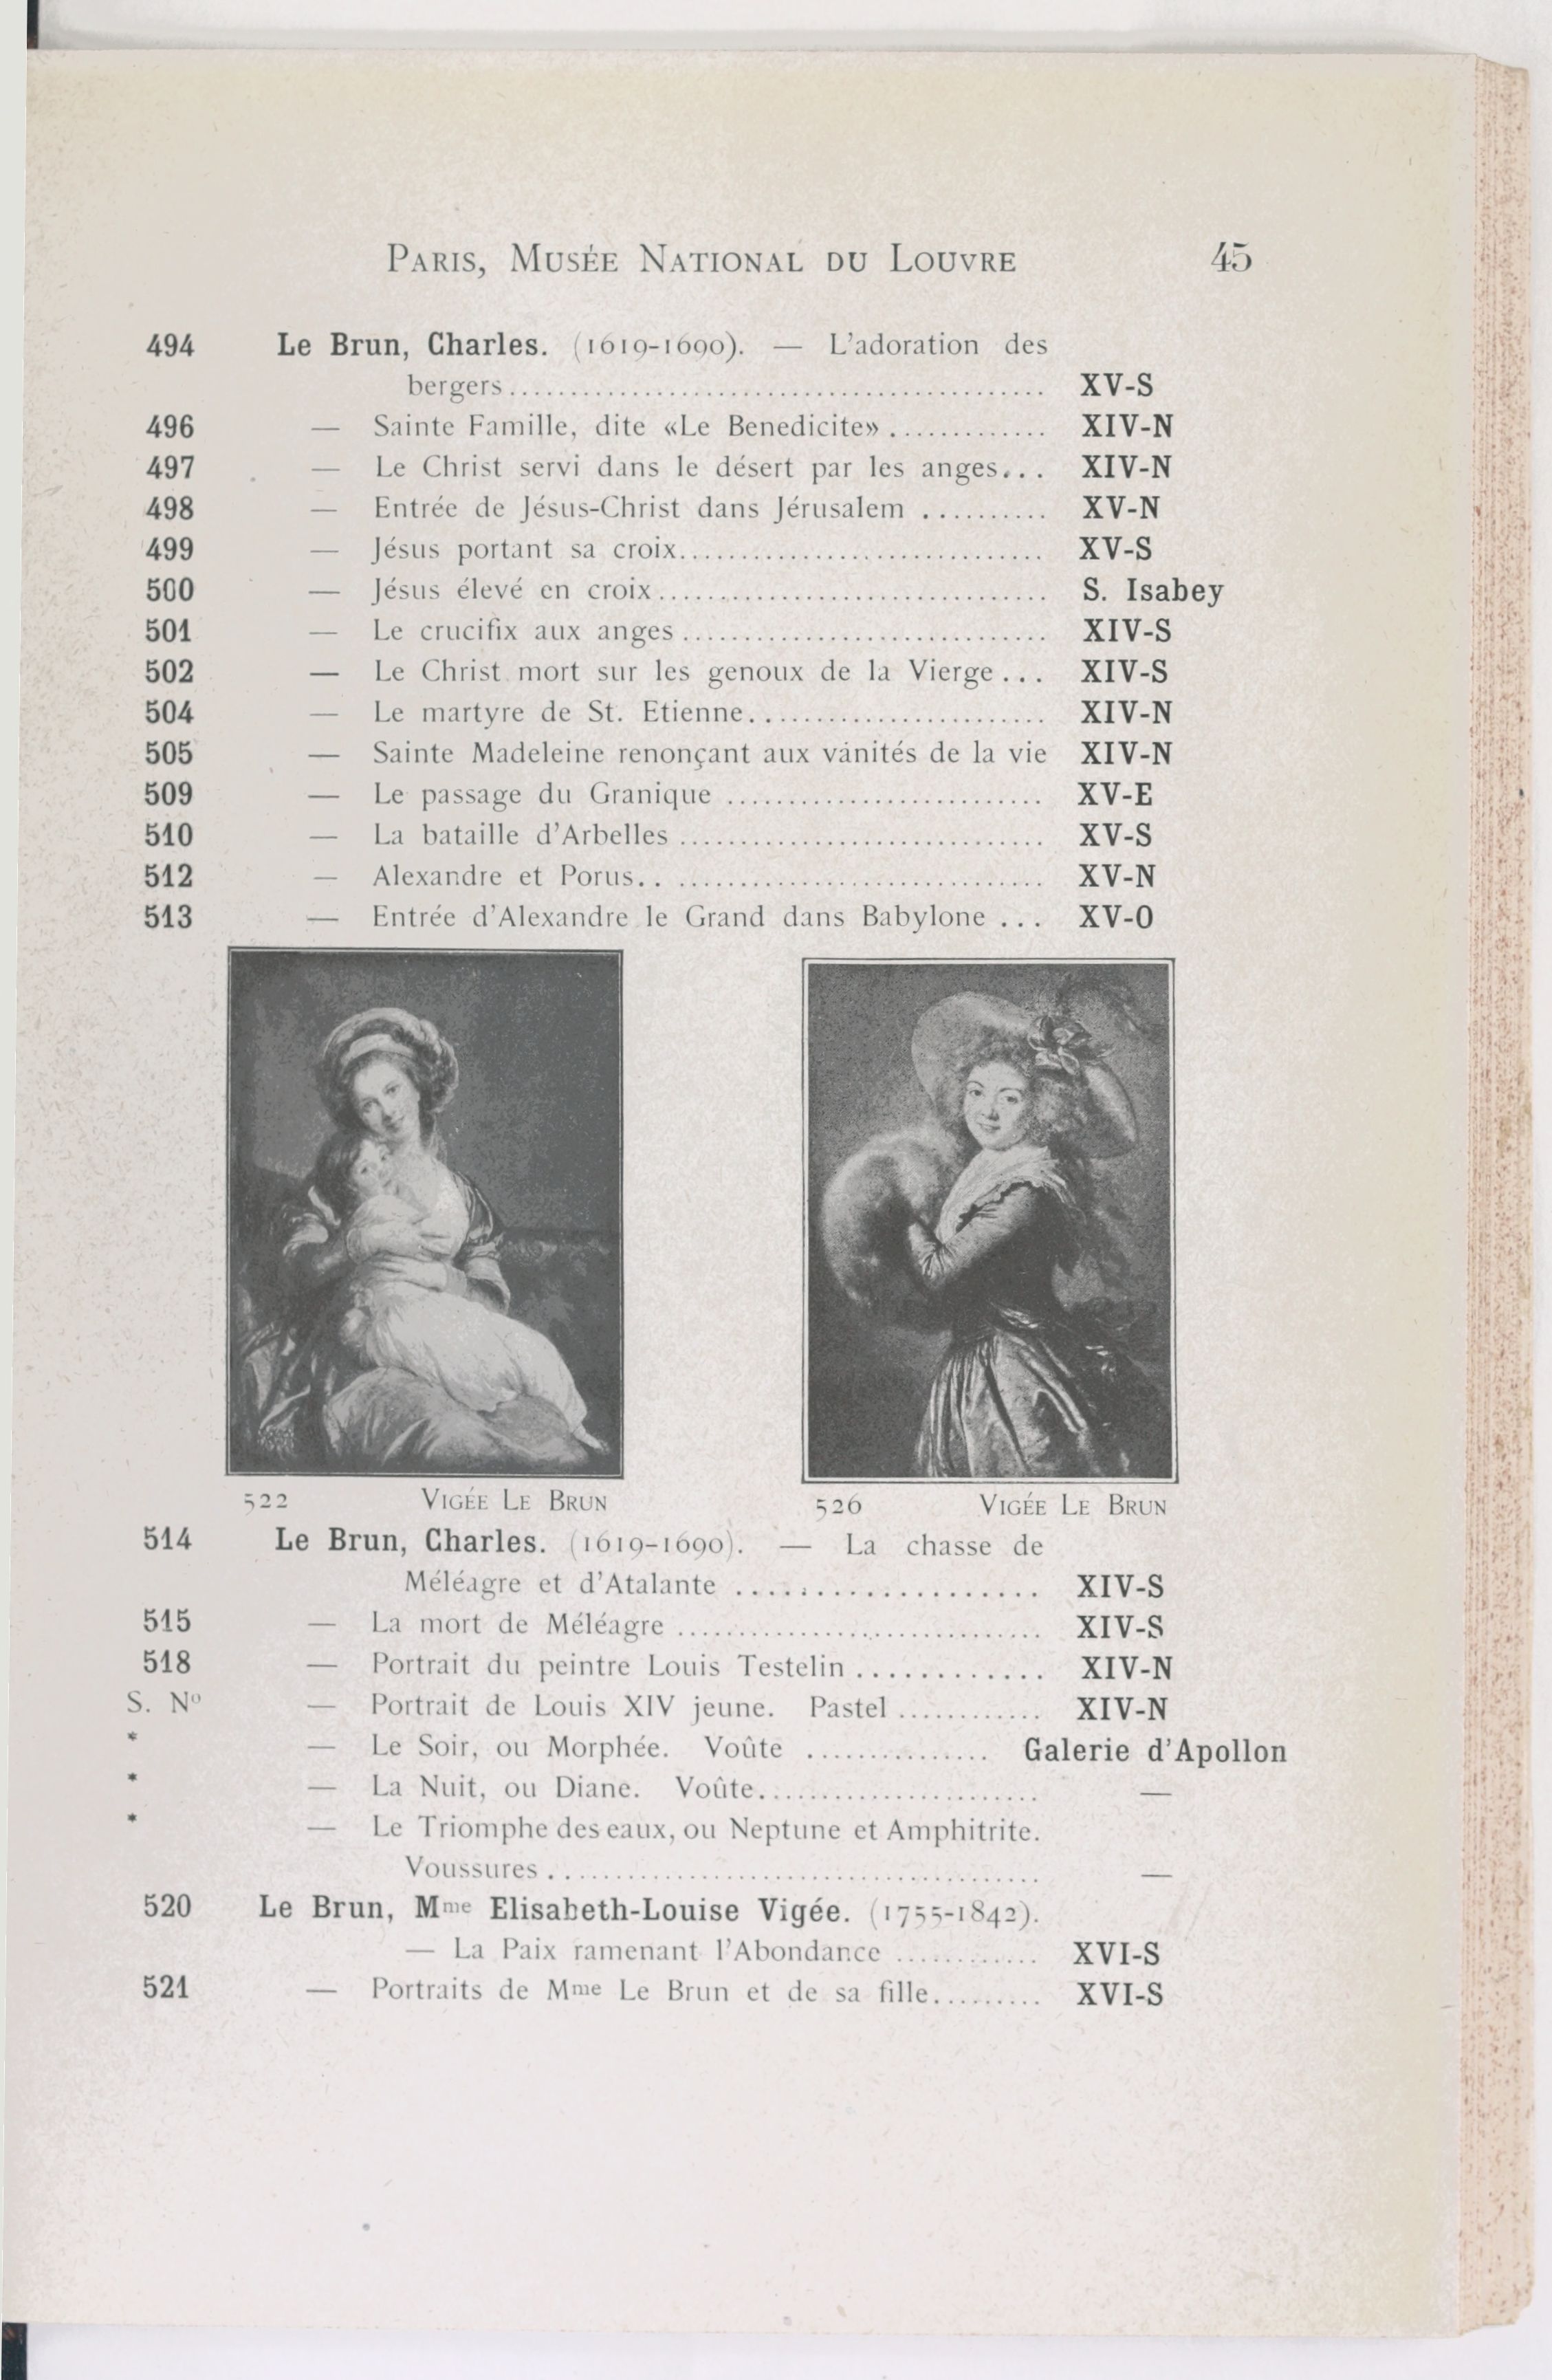 PARIS, MUSÉE NATIONAL DU LOUVRE 45
494 Le Brun, Charles. (1619-1690). — L'adoration des
bergers............................................ XV-S
496 — Sainte Famille, dite «Le Benedicite» ............. XIV-N
497 — Le Christ servi dans le désert par les anges... XIV-N
498 — Entrée de Jésus-Christ dans Jérusalem .......... XV-N
499 — Jésus portant sa croix.............................. XV-S
500 — Jésus élevé en croix................................ S. Isabey
501 — Le crucifix aux anges.............................. XIV-S
502 — Le Christ mort sur les genoux de la Vierge... XIV-S
504 — Le martyre de St. Etienne......................... XIV-N
505 — Sainte Madeleine renonçant aux vanités de la vie XIV-N
509 — Le passage du Granique .......................... XV-E
510 — La bataille d'Arbelles .............................. XV-S
512 — Alexandre et Porus.. .............................. XV-N
513 — Entrée d'Alexandre le Grand dans Babylone ... XV-O
522 VIGÉE LE BRUN
526 VIGÉE LE BRUN
514 Le Brun, Charles. (1619-1690). — La chasse de
Méléagre et d'Atalante ................... XIV-S
515 — La mort de Méléagre .............................. XIV-S
518 — Portrait du peintre Louis Testelin ............. XIV-N
S. Nº — Portrait de Louis XIV jeune. Pastel ............ XIV-N
* — Le Soir, ou Morphée. Voûte ............... Galerie d'Apollon
* — La Nuit, ou Diane. Voûte....................... —
* — Le Triomphe des eaux, ou Neptune et Amphitrite.
Voussures ........................................ —
520 Le Brun, Mme Elisabeth-Louise Vigée. (1755-1842).
— La Paix ramenant l'Abondance ............ XVI-S
521 — Portraits de Mme Le Brun et de sa fille......... XVI-S